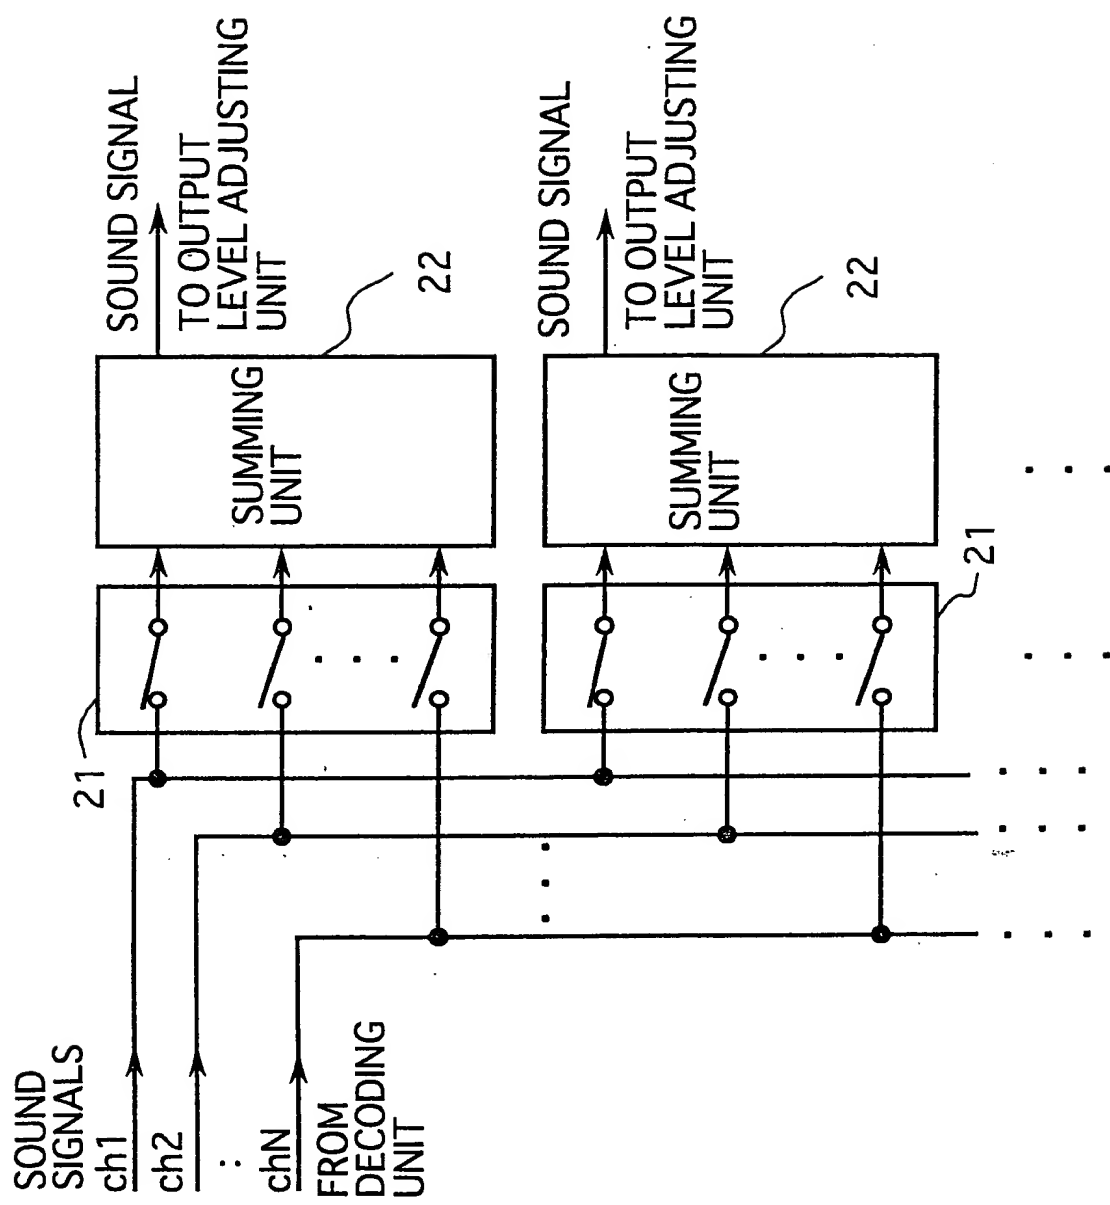 SOUND
SIGNALS
ch1
ch2
:
chN
FROM
DECODING
UNIT
21
SUMMING
UNIT
22
SOUND SIGNAL
TO OUTPUT
LEVEL ADJUSTING
UNIT
21
SUMMING
UNIT
22
SOUND SIGNAL
TO OUTPUT
LEVEL ADJUSTING
UNIT